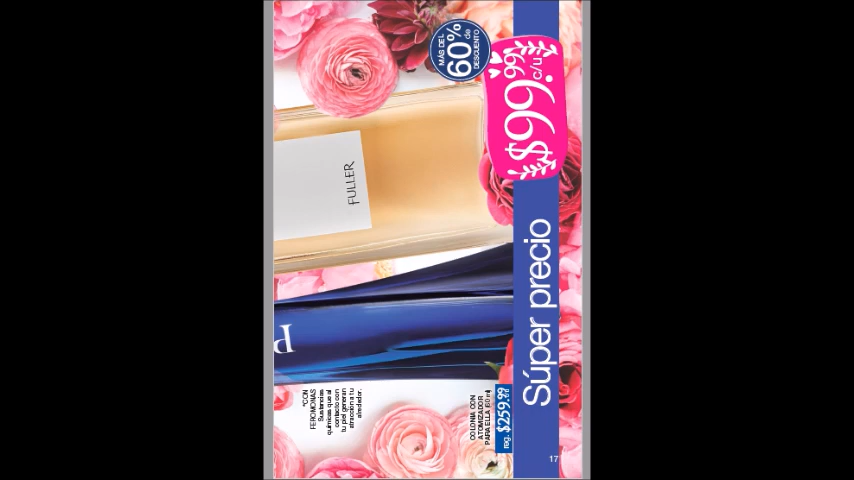 MÁS DEL
60%
de
DESCUENTO
$99.99
c/u
FULLER
P
*CON
FEROMONAS
Sustancias
químicas que al
contacto con
tu piel generan
atracción a tu
alrededor.
COLONIA CON
ATOMIZADOR
PARA ELLA (60 ml)
reg. $259.99
c/u
Súper precio
17